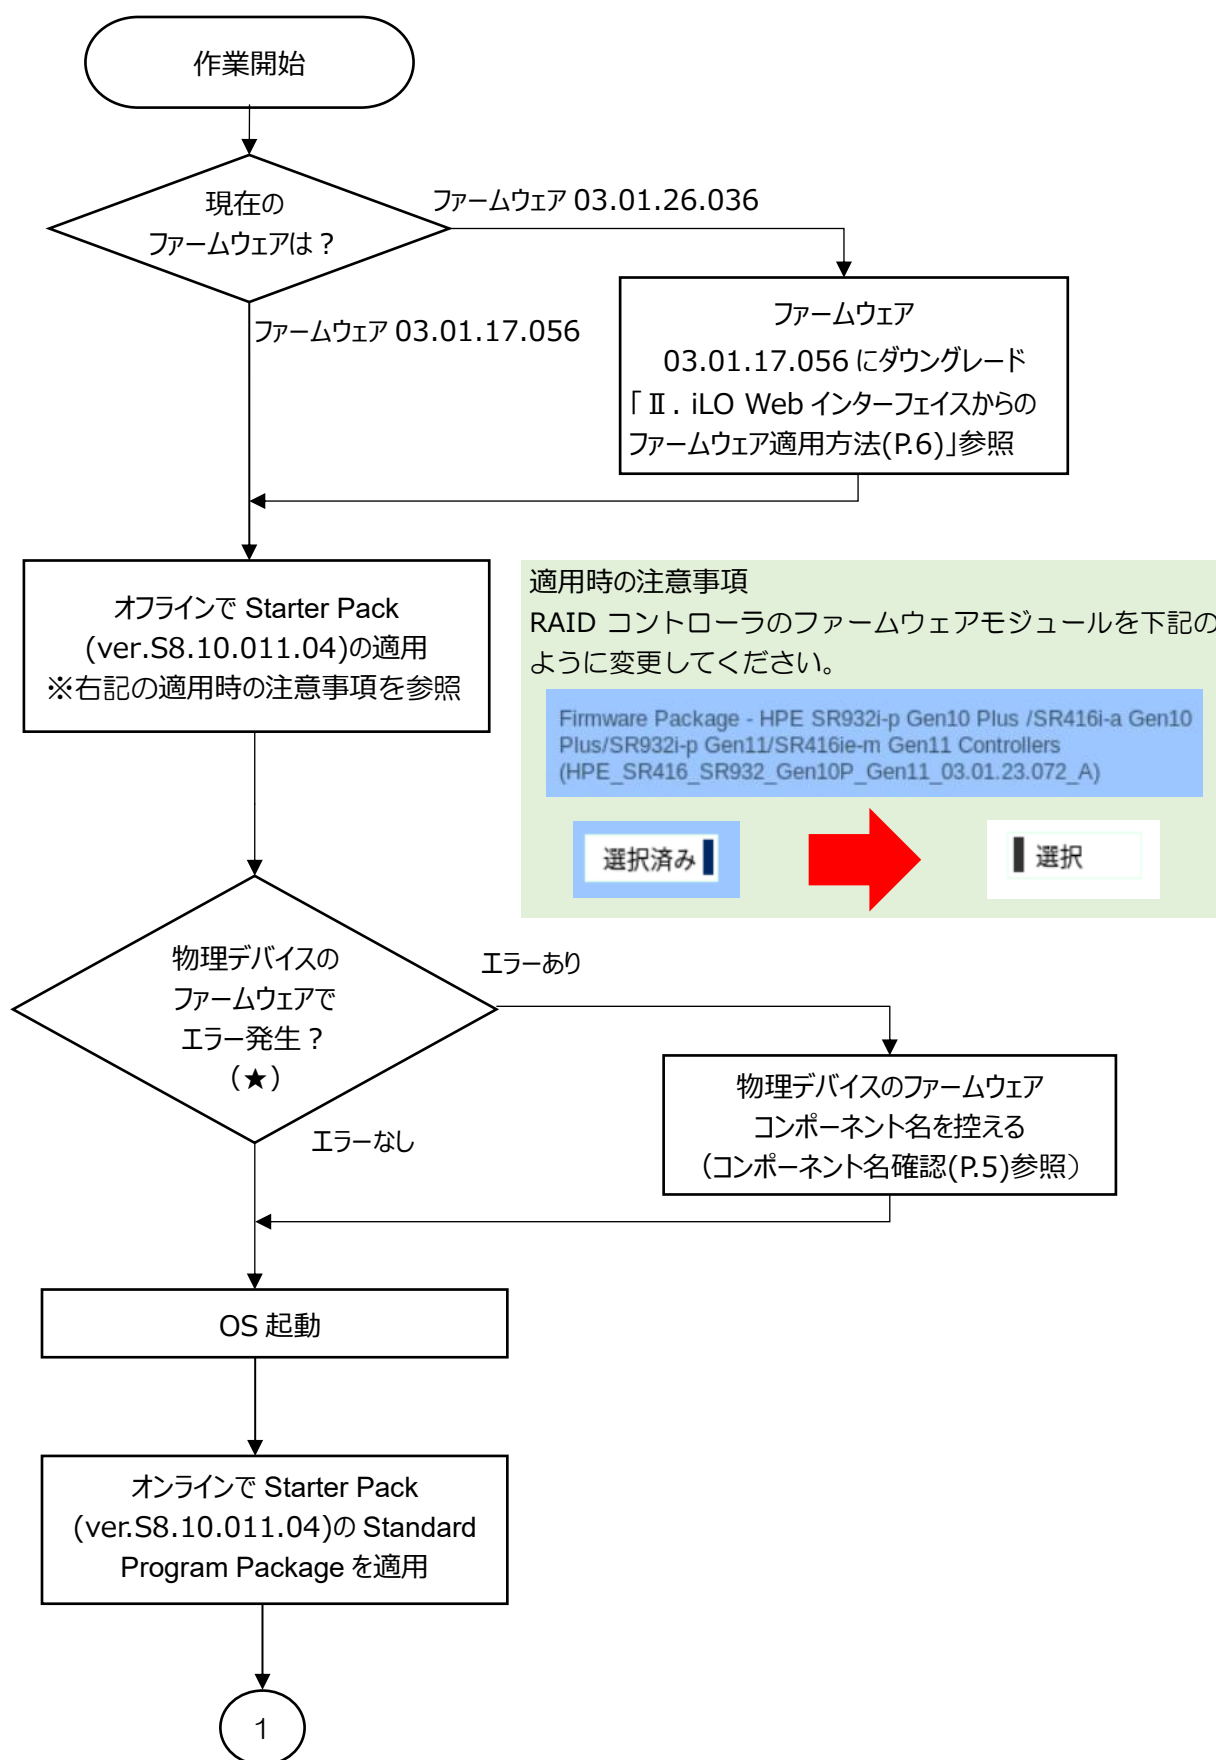 作業開始
現在の
ファームウェアは？
ファームウェア 03.01.26.036
ファームウェア 03.01.17.056
ファームウェア
03.01.17.056 にダウングレード
「Ⅱ．iLO Web インターフェイスからの
ファームウェア適用方法(P.6)」参照
オフラインで Starter Pack
(ver.S8.10.011.04)の適用
※右記の適用時の注意事項を参照
適用時の注意事項
RAID コントローラのファームウェアモジュールを下記の
ように変更してください。
Firmware Package - HPE SR932i-p Gen10 Plus /SR416i-a Gen10
Plus/SR932i-p Gen11/SR416ie-m Gen11 Controllers
(HPE_SR416_SR932_Gen10P_Gen11_03.01.23.072_A)
選択済み
選択
物理デバイスの
ファームウェアで
エラー発生？
（★）
エラーあり
エラーなし
物理デバイスのファームウェア
コンポーネント名を控える
（コンポーネント名確認(P.5)参照）
OS 起動
オンラインで Starter Pack
(ver.S8.10.011.04)の Standard
Program Package を適用
1